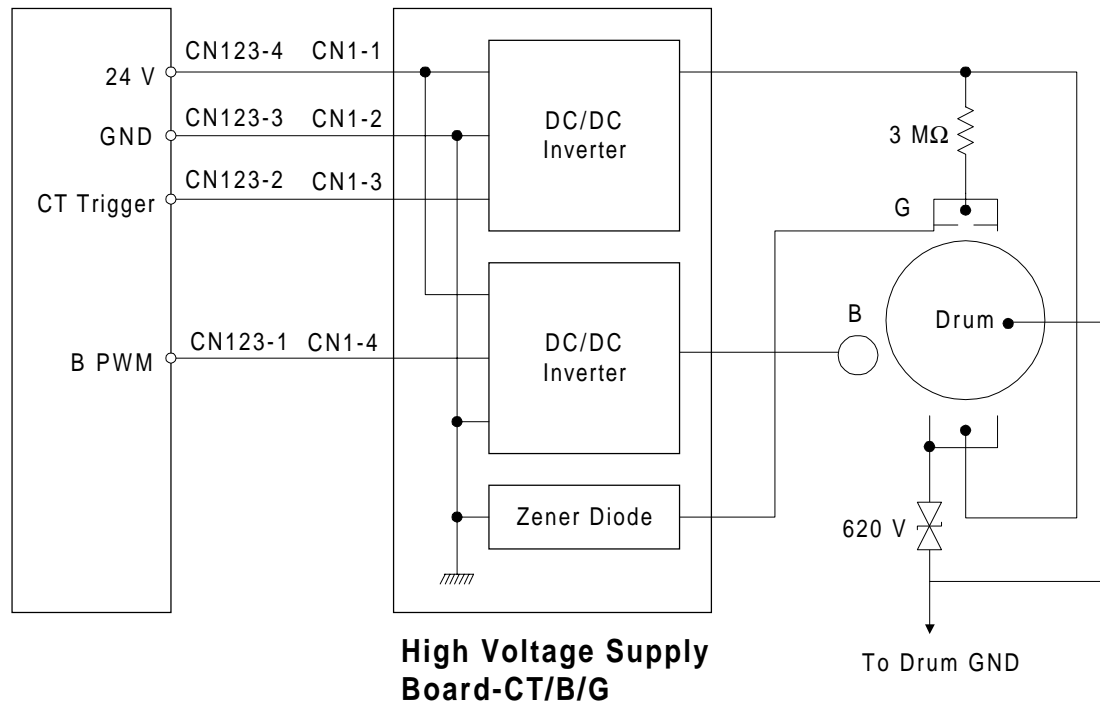 CN123-4 CN1-1
24 V
CN123-3 CN1-2
GND
CN123-2 CN1-3
CT Trigger
CN123-1 CN1-4
B PWM
DC/DC
Inverter
DC/DC
Inverter
Zener Diode
3 MΩ
G
B
Drum
620 V
To Drum GND
High Voltage Supply
Board-CT/B/G